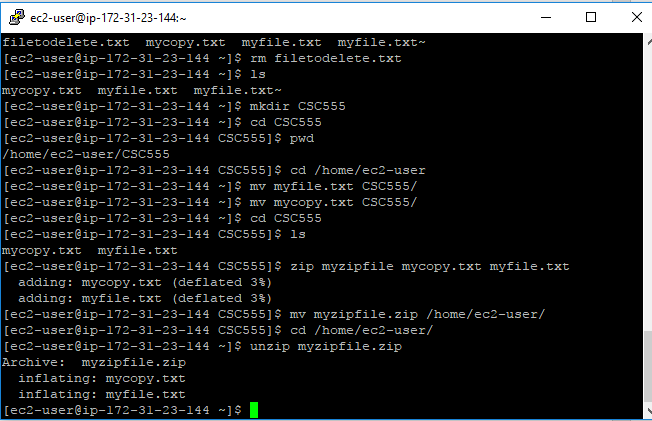 ec2-user@ip-172-31-23-144:~
filetodelete.txt  mycopy.txt  myfile.txt  myfile.txt~
[ec2-user@ip-172-31-23-144 ~]$ rm filetodelete.txt
[ec2-user@ip-172-31-23-144 ~]$ ls
mycopy.txt  myfile.txt  myfile.txt~
[ec2-user@ip-172-31-23-144 ~]$ mkdir CSC555
[ec2-user@ip-172-31-23-144 ~]$ cd CSC555
[ec2-user@ip-172-31-23-144 CSC555]$ pwd
/home/ec2-user/CSC555
[ec2-user@ip-172-31-23-144 CSC555]$ cd /home/ec2-user
[ec2-user@ip-172-31-23-144 ~]$ mv myfile.txt CSC555/
[ec2-user@ip-172-31-23-144 ~]$ mv mycopy.txt CSC555/
[ec2-user@ip-172-31-23-144 ~]$ cd CSC555
[ec2-user@ip-172-31-23-144 CSC555]$ ls
mycopy.txt  myfile.txt
[ec2-user@ip-172-31-23-144 CSC555]$ zip myzipfile mycopy.txt myfile.txt
  adding: mycopy.txt (deflated 3%)
  adding: myfile.txt (deflated 3%)
[ec2-user@ip-172-31-23-144 CSC555]$ mv myzipfile.zip /home/ec2-user/
[ec2-user@ip-172-31-23-144 CSC555]$ cd /home/ec2-user/
[ec2-user@ip-172-31-23-144 ~]$ unzip myzipfile.zip
Archive:  myzipfile.zip
  inflating: mycopy.txt
  inflating: myfile.txt
[ec2-user@ip-172-31-23-144 ~]$